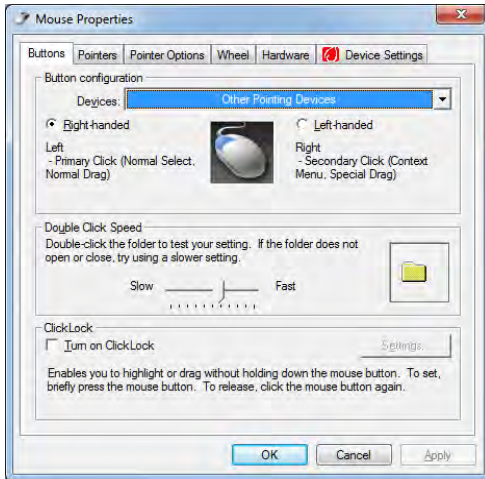 Mouse Properties
Buttons Pointers Pointer Options Wheel Hardware Device Settings
Button configuration
Devices: Other Pointing Devices
Right-handed Left-handed
Left
- Primary Click (Normal Select,
Normal Drag)
Right
- Secondary Click (Context
Menu, Special Drag)
Double Click Speed
Double-click the folder to test your setting. If the folder does not
open or close, try using a slower
setting.
Slow Fast
ClickLock
Turn on ClickLock Settings...
Enables you to highlight or drag without holding down the mouse button. To set,
briefly press the mouse button. To release, click the mouse button again.
OK Cancel Apply